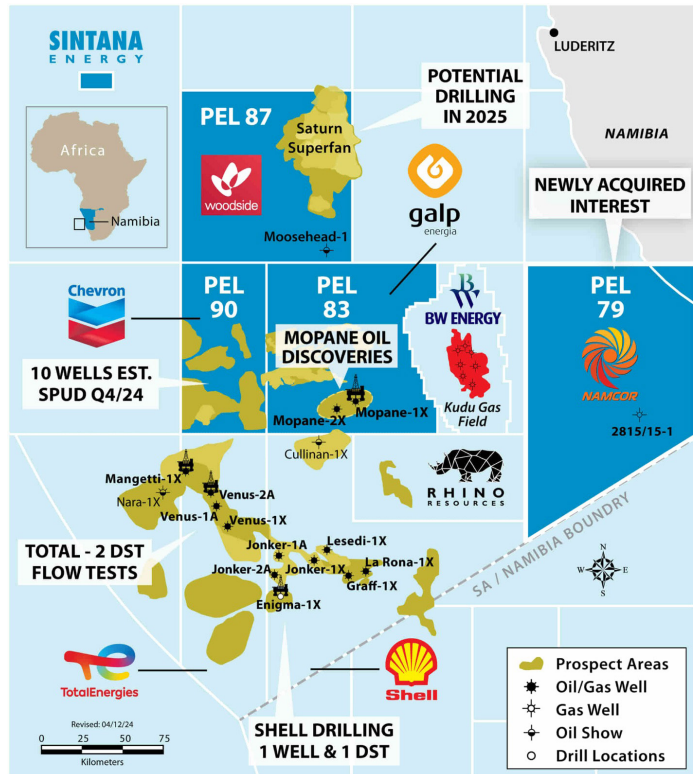 SINTANA
ENERGY
Africa
Namibia
LUDERITZ
NAMIBIA
POTENTIAL
DRILLING
IN 2025
PEL 87
Saturn
Superfan
woodside
Moosehead-1
galp
energia
NEWLY ACQUIRED
INTEREST
Chevron
PEL
90
PEL
83
BW
BW ENERGY
Kudu Gas
Field
PEL
79
NAMCOR
2815/15-1
10 WELLS EST.
SPUD Q4/24
MOPANE OIL
DISCOVERIES
Mopane-2X
Mopane-1X
Cullinan-1X
RHINO
RESOURCES
Mangetti-1X
Nara-1X
Venus-2A
Venus-1A
Venus-1X
TOTAL - 2 DST
FLOW TESTS
Jonker-1A
Lesedi-1X
Jonker-2A
Jonker-1X
La Rona-1X
Graff-1X
Enigma-1X
SA / NAMIBIA BOUNDRY
N
W
E
S
TotalEnergies
Shell
SHELL DRILLING
1 WELL & 1 DST
Revised: 04/12/24
0 25 50 75
Kilometers
Prospect Areas
Oil/Gas Well
Gas Well
Oil Show
Drill Locations